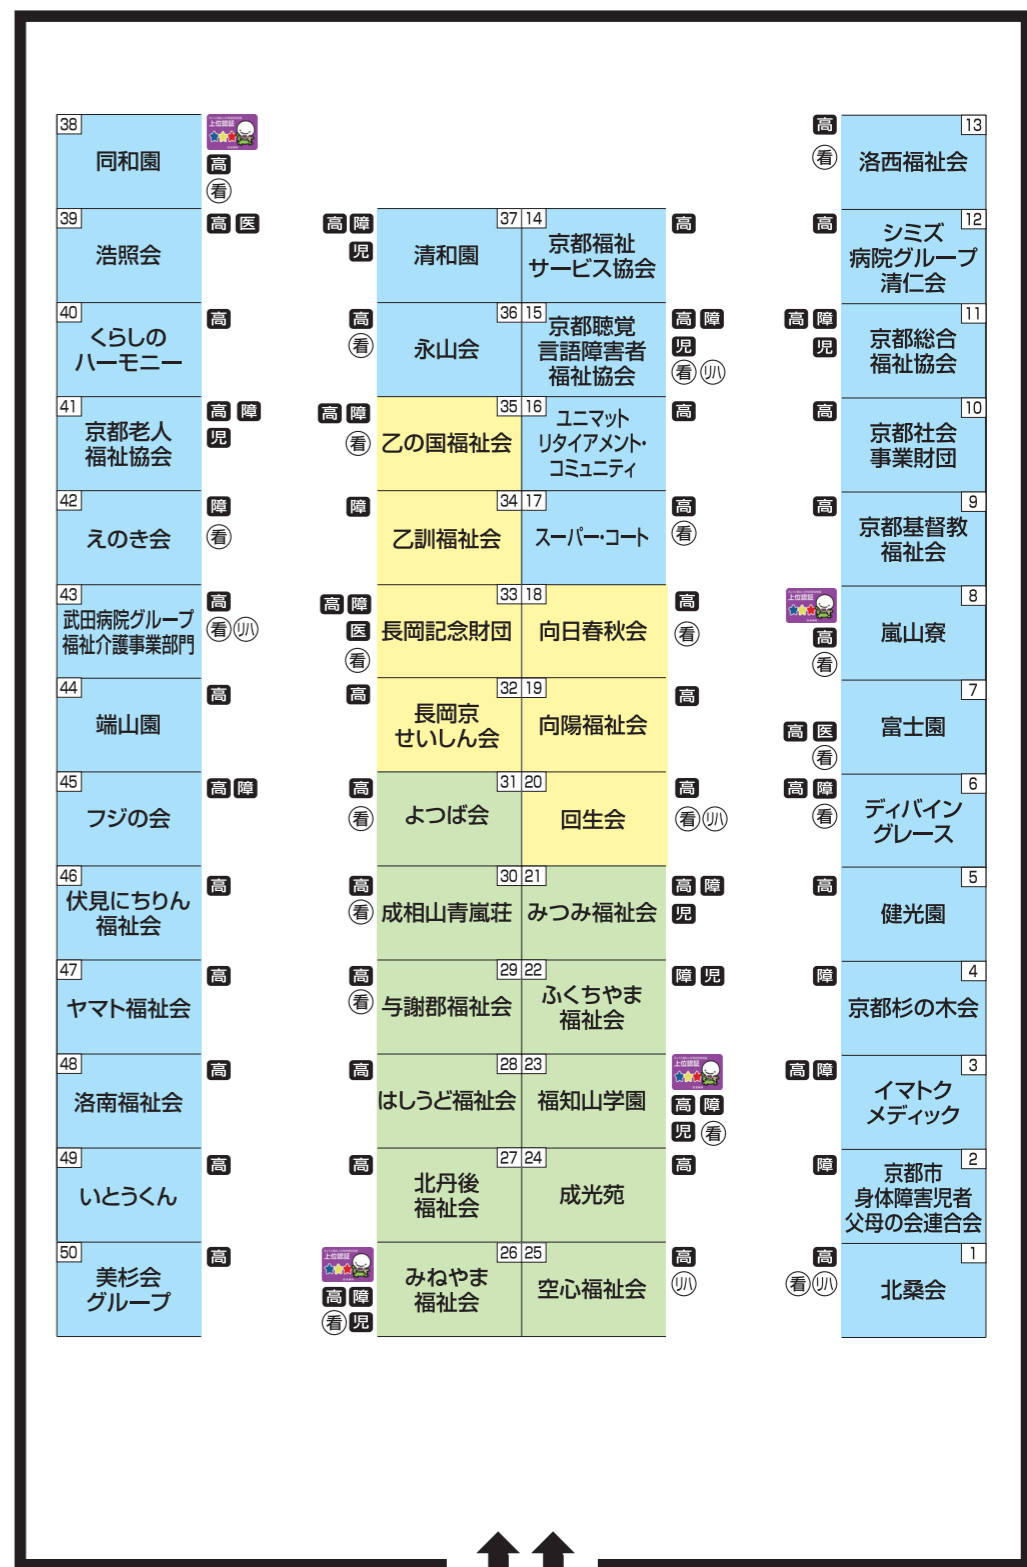 38
同和園
上位認証
高
看
39
浩照会
高 医
40
くらしの
ハーモニー
高
41
京都老人
福祉協会
高 障
児
42
えのき会
障
看
43
武田病院グループ
福祉介護事業部門
高
看 リハ
44
端山園
高
45
フジの会
高 障
46
伏見にちりん
福祉会
高
47
ヤマト福祉会
高
48
洛南福祉会
高
49
いとうくん
高
50
美杉会
グループ
高
37
清和園
高 障
児
36
永山会
高
看
35
乙の国福祉会
高 障
看
34
乙訓福祉会
障
33
長岡記念財団
高 障
医
看
32
長岡京
せいしん会
高
31
よつば会
高
看
30
成相山青嵐荘
高
看
29
与謝郡福祉会
高
看
28
はしうど福祉会
高
27
北丹後
福祉会
高
26
みねやま
福祉会
上位認証
高 障
看 児
14
京都福祉
サービス協会
高
15
京都聴覚
言語障害者
福祉協会
高 障
児
看 リハ
16
ユニマット
リタイアメント・
コミュニティ
高
17
スーパー・コート
高
看
18
向日春秋会
高
看
19
向陽福祉会
高
20
回生会
高
看 リハ
21
みつみ福祉会
高 障
児
22
ふくちやま
福祉会
障 児
23
福知山学園
上位認証
高 障
児 看
24
成光苑
高
25
空心福祉会
高
リハ
13
洛西福祉会
高
看
12
シミズ
病院グループ
清仁会
高
11
京都総合
福祉協会
高 障
児
10
京都社会
事業財団
高
9
京都基督教
福祉会
高
8
嵐山寮
上位認証
高
看
7
富士園
高 医
看
6
ディバイン
グレース
高 障
看
5
健光園
高
4
京都杉の木会
障
3
イマトク
メディック
高 障
2
京都市
身体障害児者
父母の会連合会
障
1
北桑会
高
看 リハ